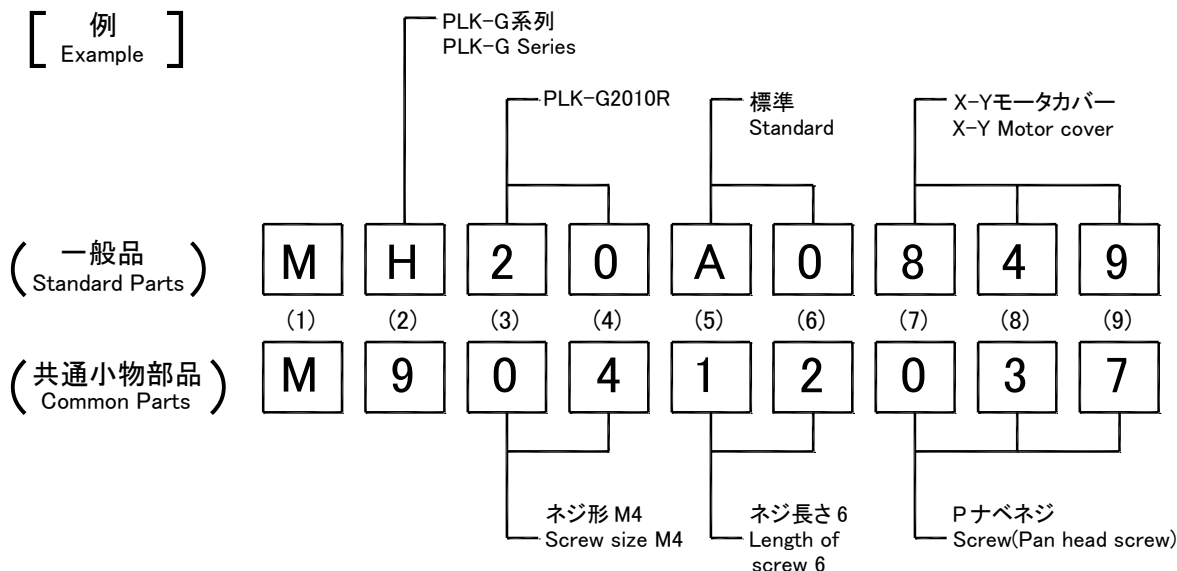 例
Example
PLK-G系列
PLK-G Series
PLK-G2010R
標準
Standard
X-Yモータカバー
X-Y Motor cover
一般品
Standard Parts
M H 2 0 A 0 8 4 9
(1) (2) (3) (4) (5) (6) (7) (8) (9)
共通小物部品
Common Parts
M 9 0 4 1 2 0 3 7
ネジ形 M4
Screw size M4
ネジ長さ 6
Length of
screw 6
Pナベネジ
Screw(Pan head screw)